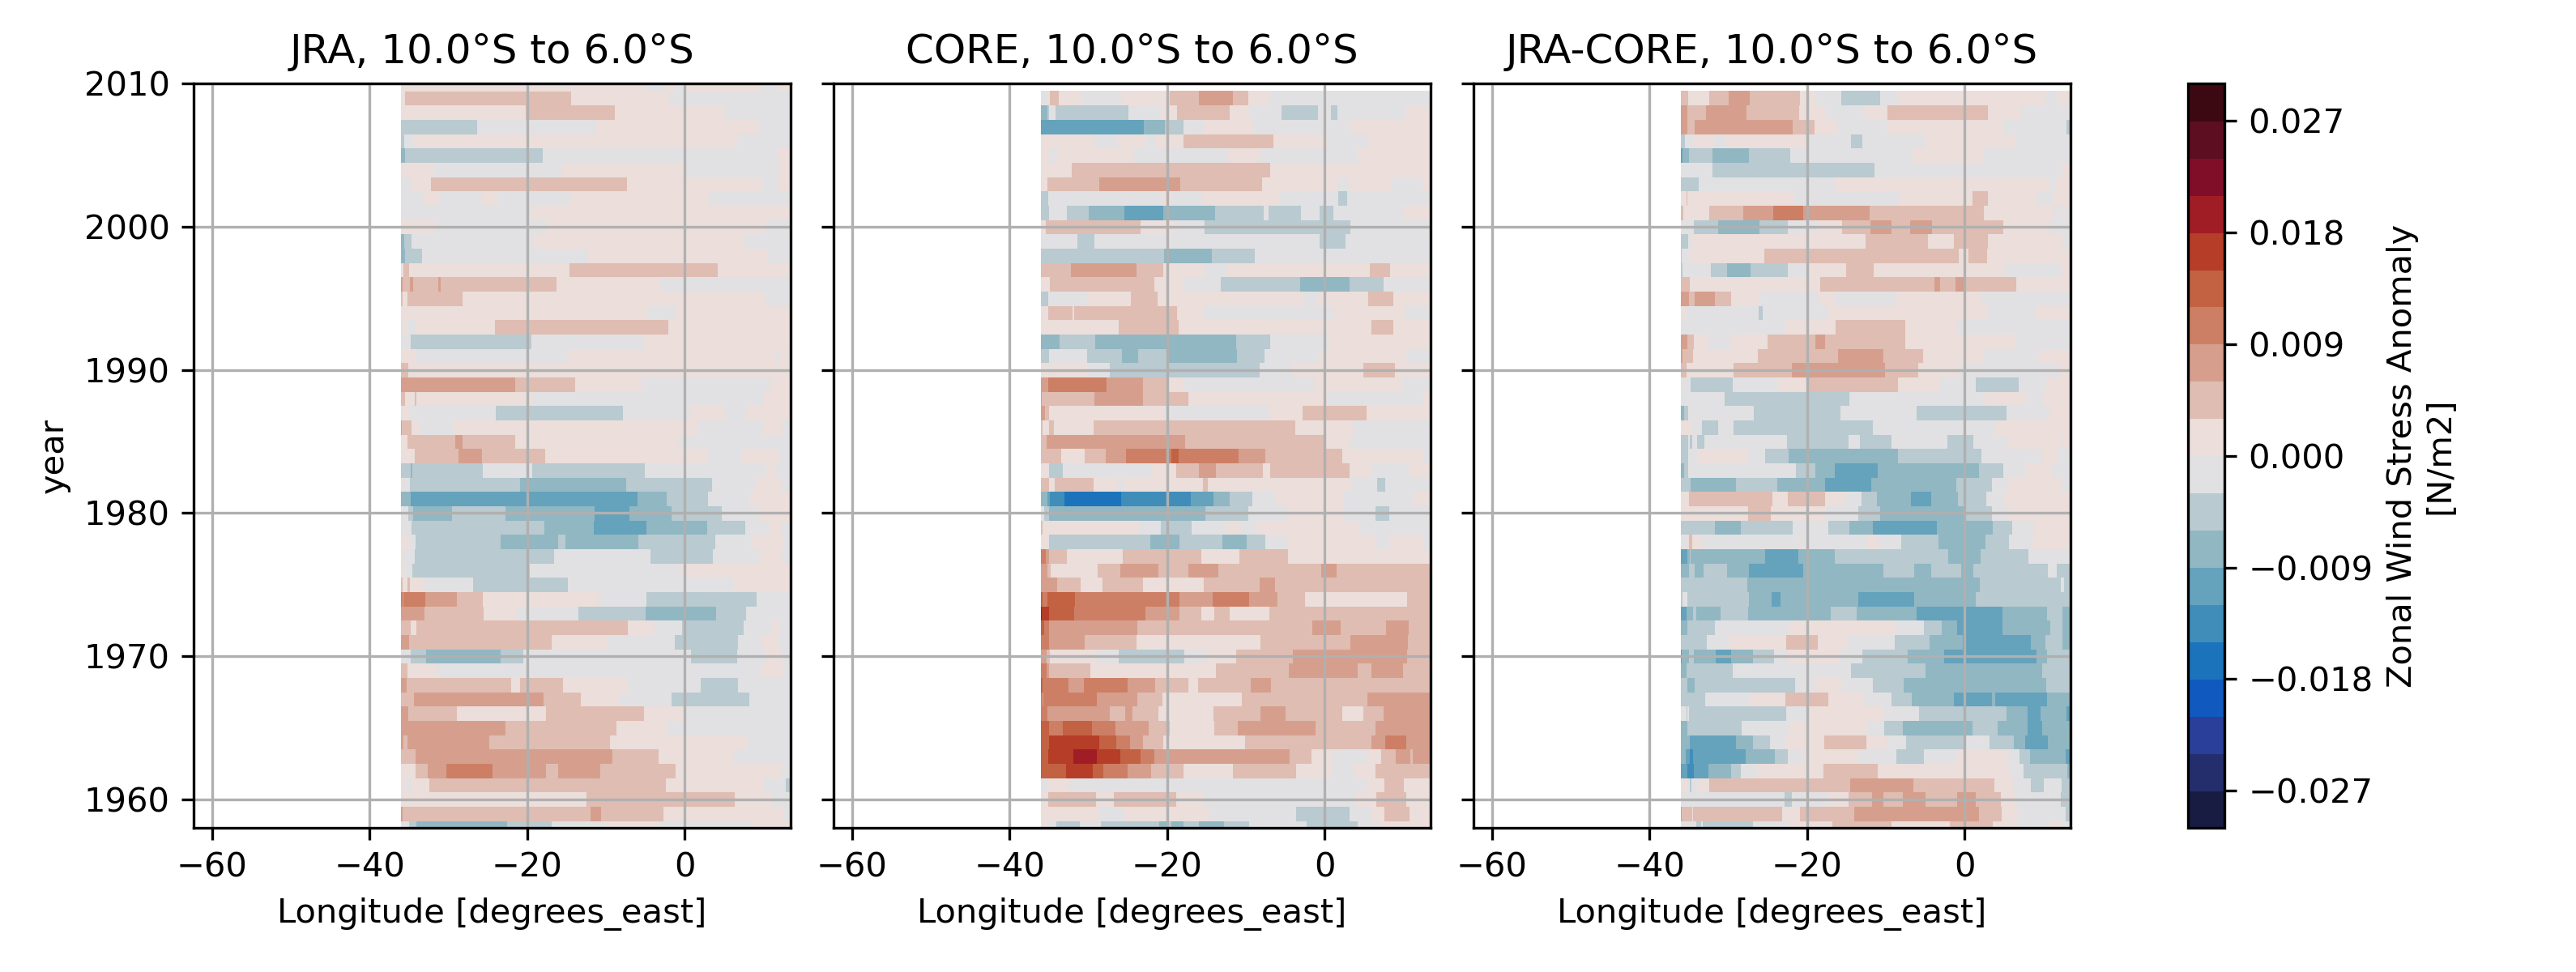 JRA, 10.0°S to 6.0°S
CORE, 10.0°S to 6.0°S
JRA-CORE, 10.0°S to 6.0°S
2010
2000
1990
1980
1970
1960
year
−60 −40 −20 0
−60 −40 −20 0
−60 −40 −20 0
Longitude [degrees_east]
Longitude [degrees_east]
Longitude [degrees_east]
0.027
0.018
0.009
0.000
−0.009
−0.018
−0.027
Zonal Wind Stress Anomaly
[N/m2]